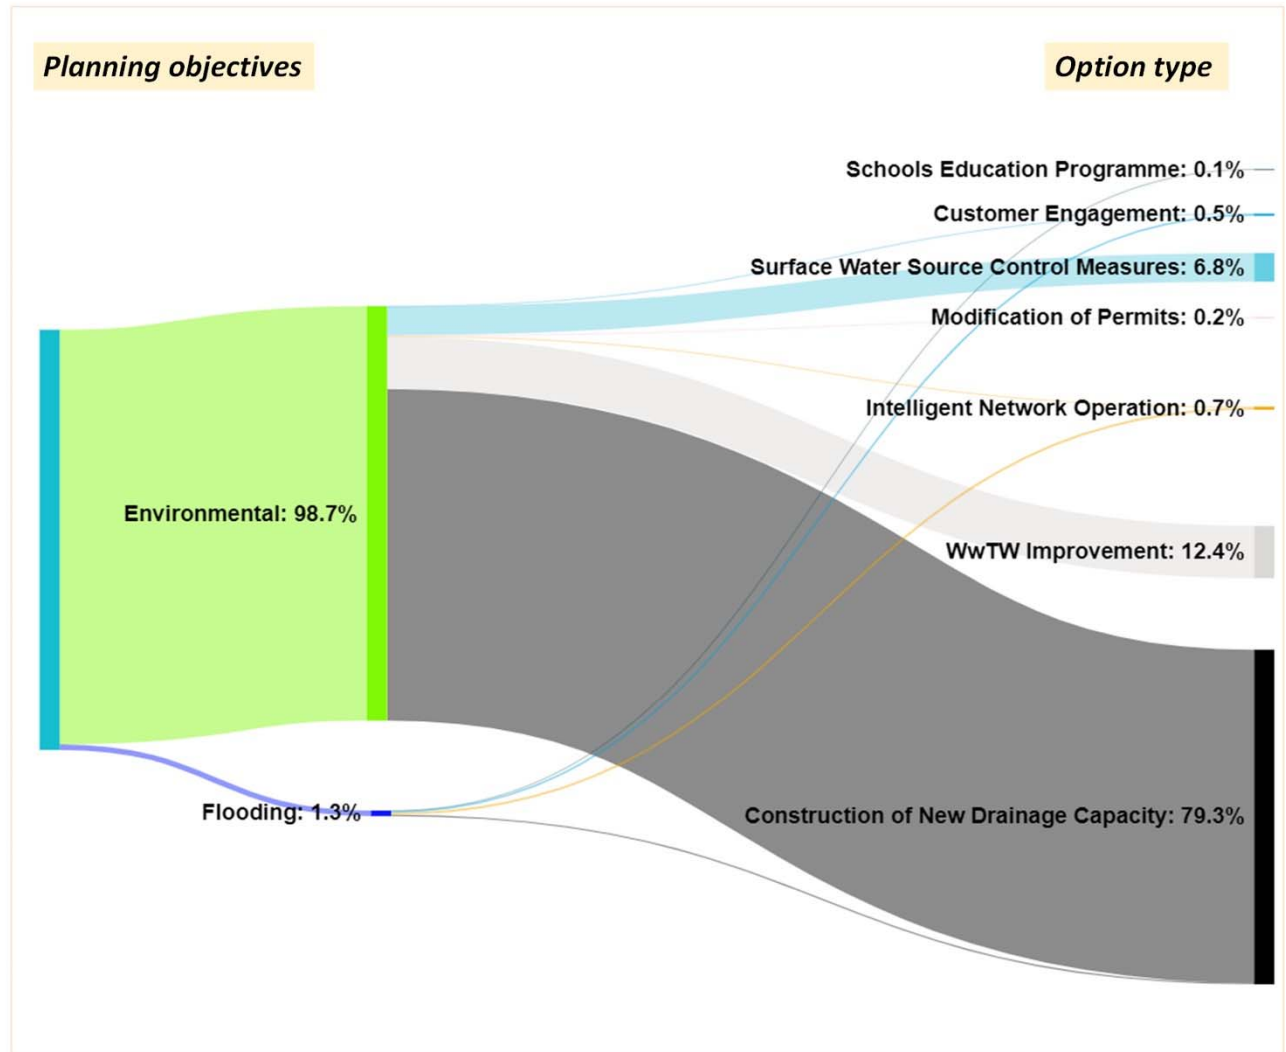 Planning objectives
Option type
Schools Education Programme: 0.1%
Customer Engagement: 0.5%
Surface Water Source Control Measures: 6.8%
Modification of Permits: 0.2%
Intelligent Network Operation: 0.7%
Environmental: 98.7%
WwTW Improvement: 12.4%
Flooding: 1.3%
Construction of New Drainage Capacity: 79.3%